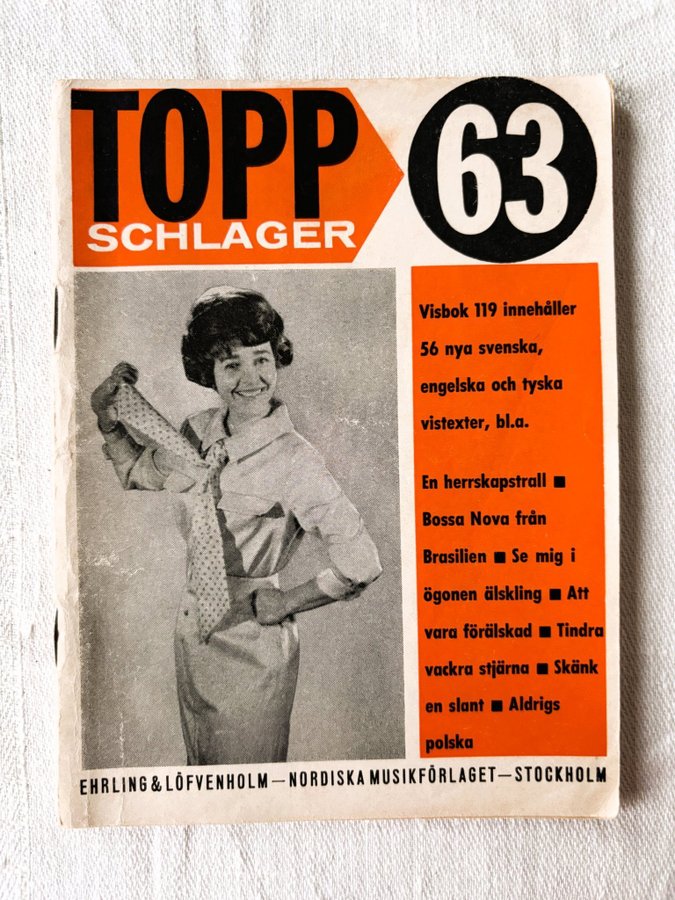 TOPP
SCHLAGER
63
Visbok 119 innehåller
56 nya svenska,
engelska och tyska
vistexter, bl.a.
En herrskapstrall ■
Bossa Nova från
Brasilien ■ Se mig i
ögonen älskling ■ Att
vara förälskad ■ Tindra
vackra stjärna ■ Skänk
en slant ■ Aldrigs
polska
EHRLING & LÖFVENHOLM — NORDISKA MUSIKFÖRLAGET — STOCKHOLM